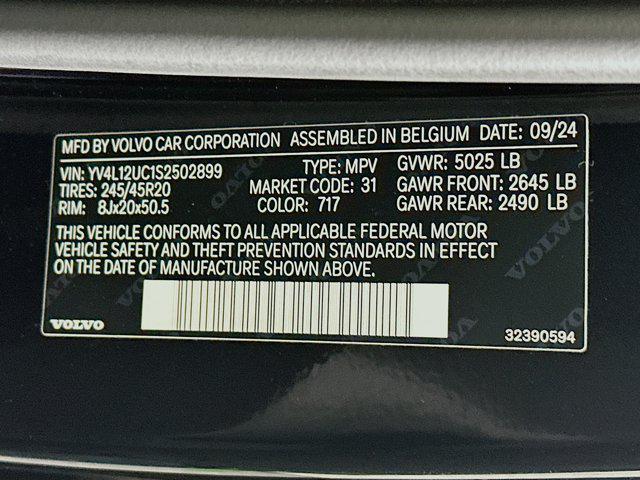 MFD BY VOLVO CAR CORPORATION ASSEMBLED IN BELGIUM DATE: 09/24
VIN: YV4L12UC1S2502899 TYPE: MPV GVWR: 5025 LB
TIRES: 245/45R20 MARKET CODE: 31 GAWR FRONT: 2645 LB
RIM: 8Jx20x50.5 COLOR: 717 GAWR REAR: 2490 LB
THIS VEHICLE CONFORMS TO ALL APPLICABLE FEDERAL MOTOR
VEHICLE SAFETY AND THEFT PREVENTION STANDARDS IN EFFECT
ON THE DATE OF MANUFACTURE SHOWN ABOVE.
VOLVO 32390594